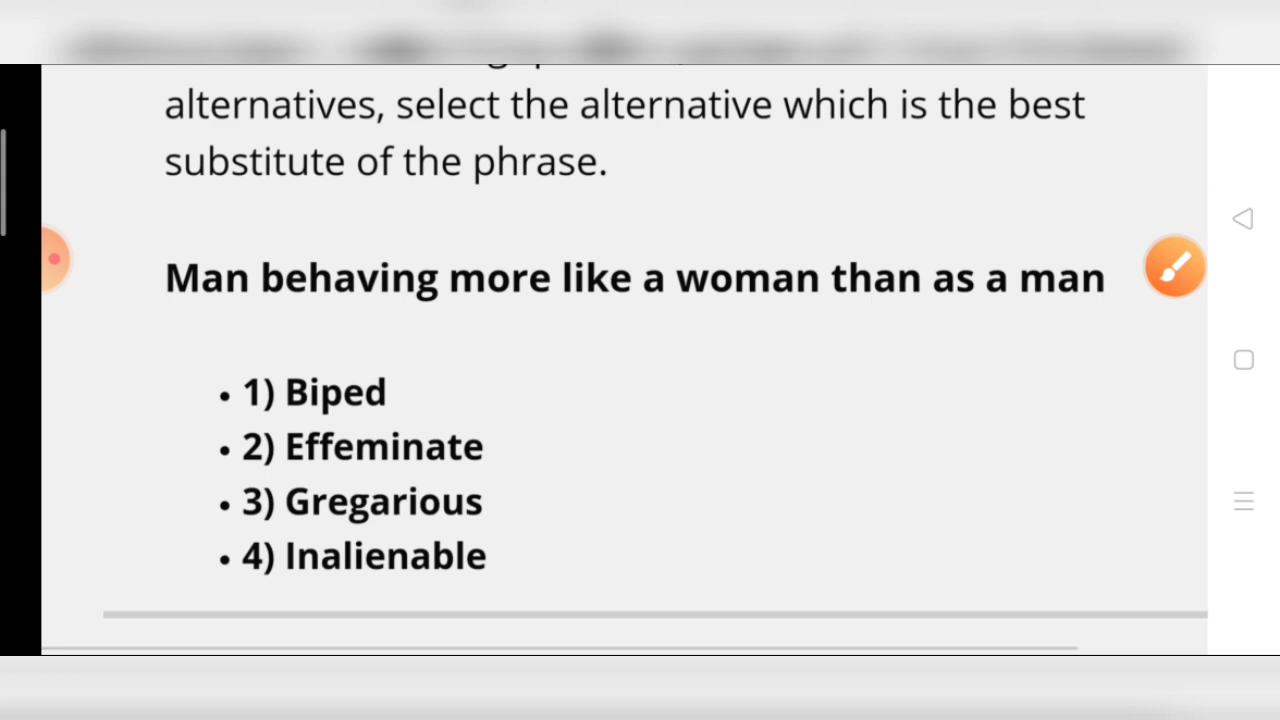 alternatives, select the alternative which is the best
substitute of the phrase.
Man behaving more like a woman than as a man
• 1) Biped
• 2) Effeminate
• 3) Gregarious
• 4) Inalienable